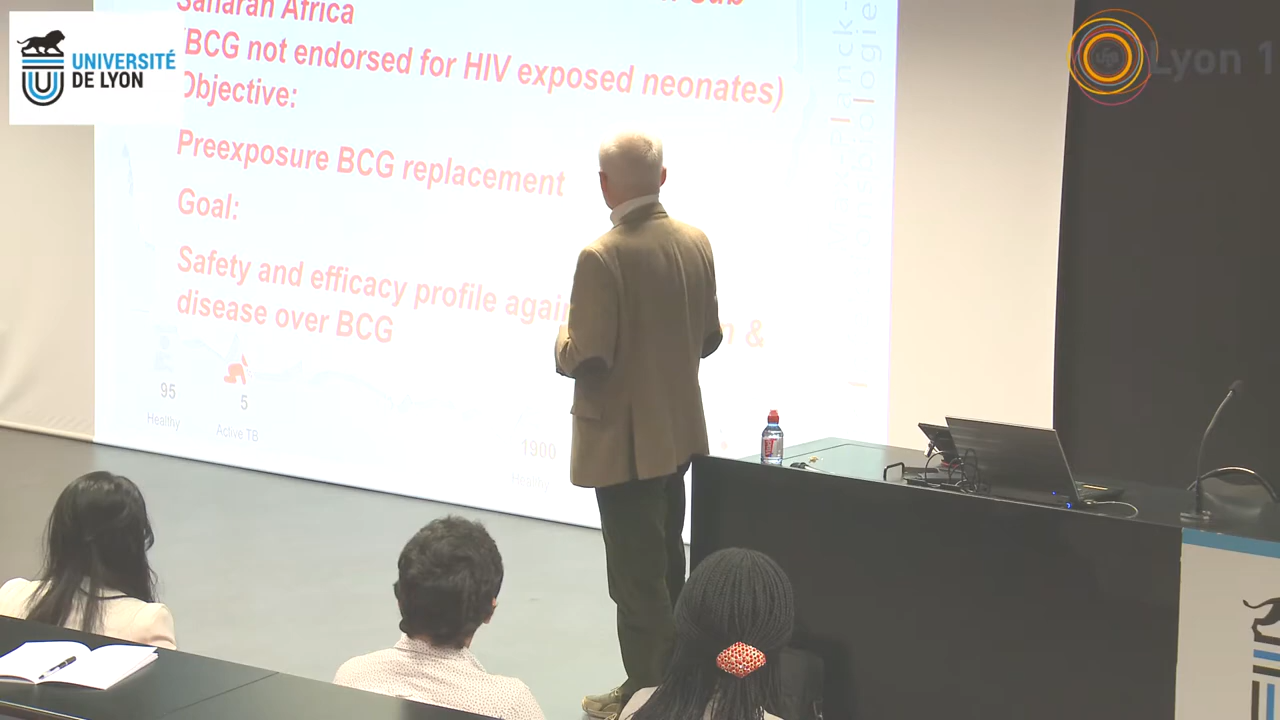 UNIVERSITÉ
DE LYON
Lyon 1
Saharan Africa
(BCG not endorsed for HIV exposed neonates)
Objective:
Preexposure BCG replacement
Goal:
Safety and efficacy profile
disease over BCG
&
95
Healthy
5
Active TB
1900
Healthy